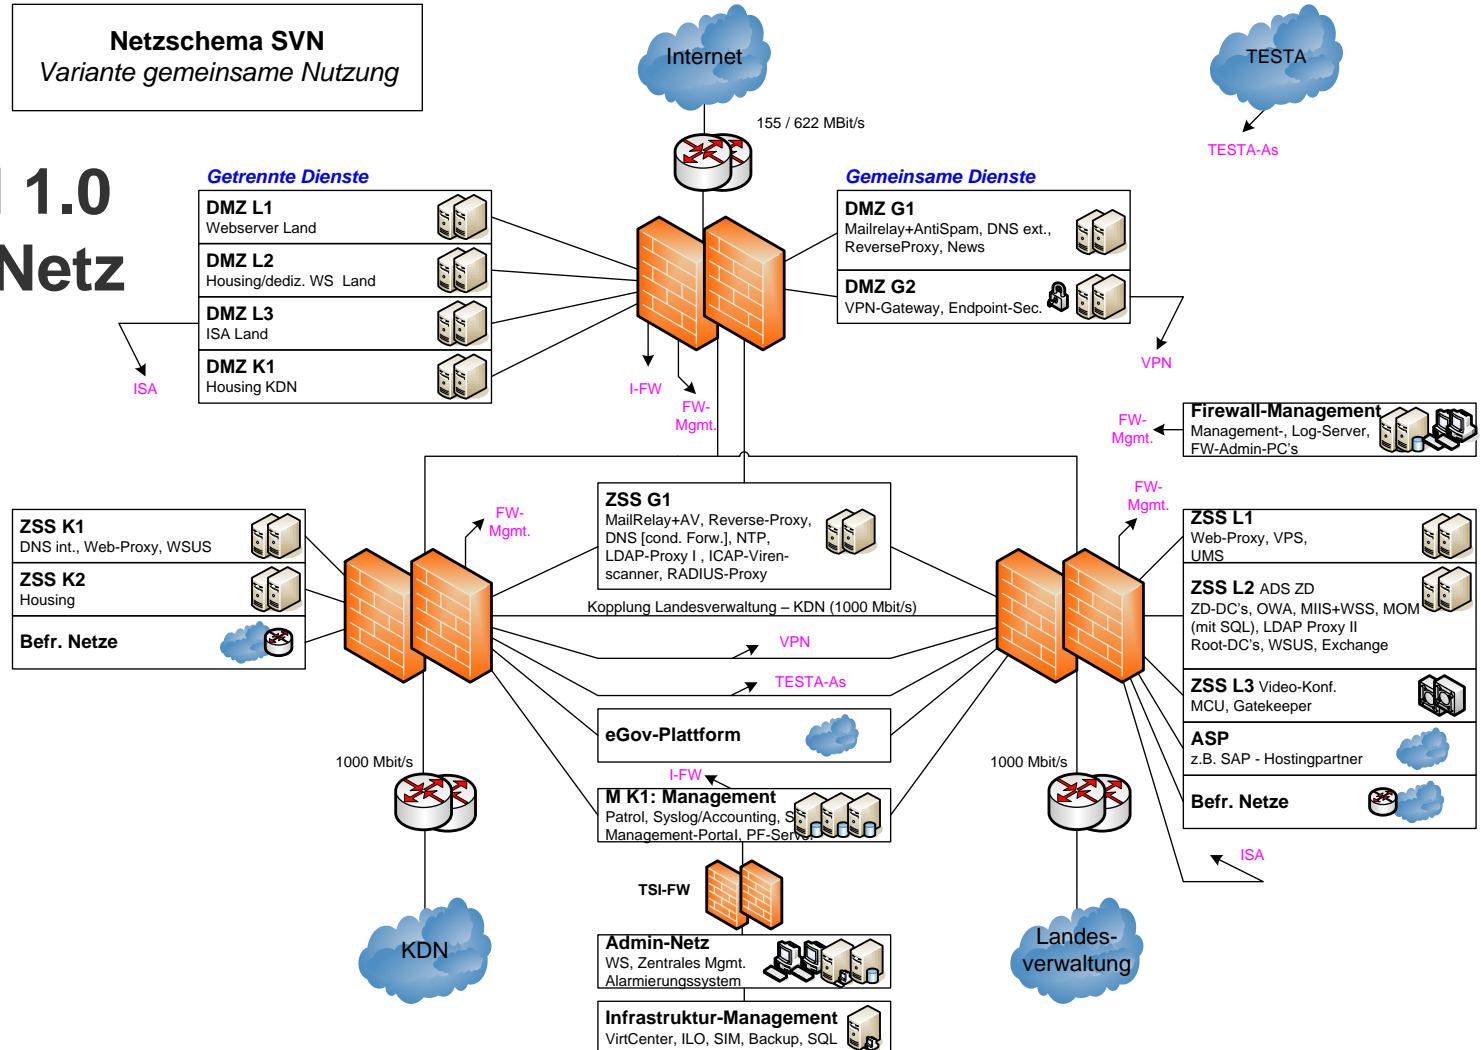 Netzschema SVN
Variante gemeinsame Nutzung
Internet
TESTA
155 / 622 MBit/s
TESTA-As
1.0
Netz
Getrennte Dienste
DMZ L1
Webserver Land
DMZ L2
Housing/dediz. WS  Land
DMZ L3
ISA Land
DMZ K1
Housing KDN
ISA
Gemeinsame Dienste
DMZ G1
Mailrelay+AntiSpam, DNS ext.,
ReverseProxy, News
DMZ G2
VPN-Gateway, Endpoint-Sec.
VPN
I-FW
FW-
Mgmt.
FW-
Mgmt.
Firewall-Management
Management-, Log-Server,
FW-Admin-PC's
ZSS K1
DNS int., Web-Proxy, WSUS
ZSS K2
Housing
Befr. Netze
FW-
Mgmt.
ZSS G1
MailRelay+AV, Reverse-Proxy,
DNS [cond. Forw.], NTP,
LDAP-Proxy I , ICAP-Viren-
scanner, RADIUS-Proxy
Kopplung Landesverwaltung – KDN (1000 Mbit/s)
VPN
TESTA-As
eGov-Plattform
FW-
Mgmt.
ZSS L1
Web-Proxy, VPS,
UMS
ZSS L2 ADS ZD
ZD-DC's, OWA, MIIS+WSS, MOM
(mit SQL), LDAP Proxy II
Root-DC's, WSUS, Exchange
ZSS L3 Video-Konf.
MCU, Gatekeeper
ASP
z.B. SAP - Hostingpartner
Befr. Netze
ISA
1000 Mbit/s
1000 Mbit/s
I-FW
M K1: Management
Patrol, Syslog/Accounting,
Management-Portal, PF-Server
TSI-FW
KDN
Landes-
verwaltung
Admin-Netz
WS, Zentrales Mgmt.
Alarmierungssystem
Infrastruktur-Management
VirtCenter, ILO, SIM, Backup, SQL